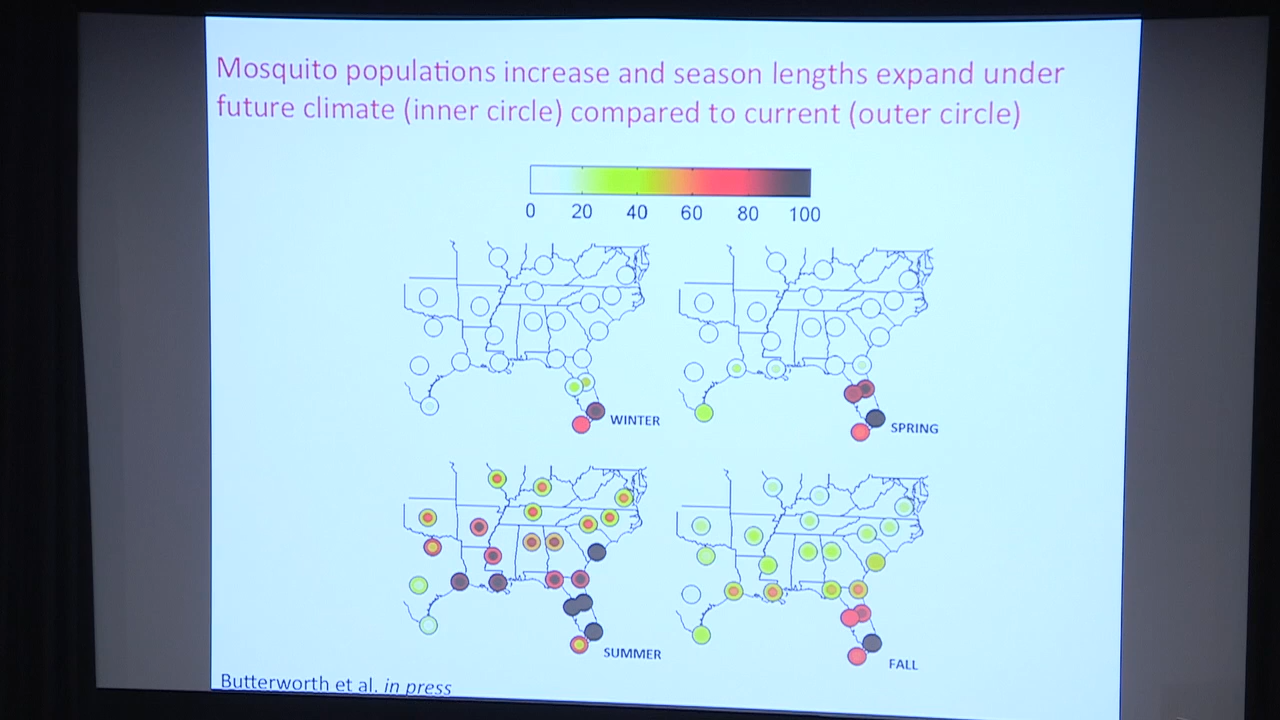 Mosquito populations increase and season lengths expand under
future climate (inner circle) compared to current (outer circle)
0 20 40 60 80 100
WINTER
SPRING
SUMMER
FALL
Butterworth et al. in press